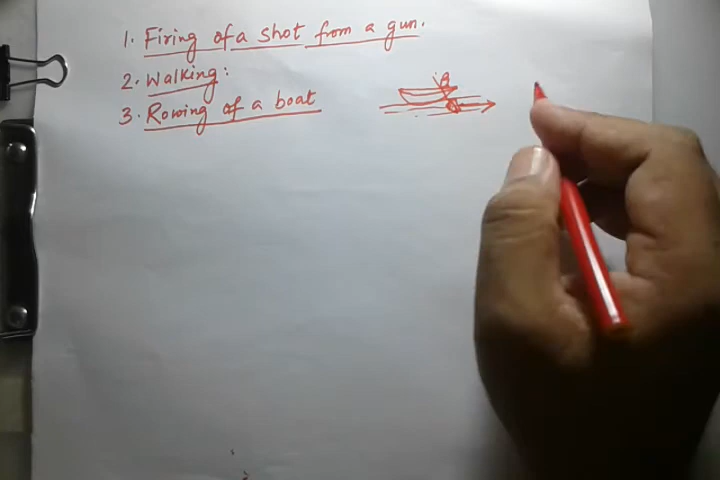 1. Firing of a shot from a gun.
2. Walking:
3. Rowing of a boat